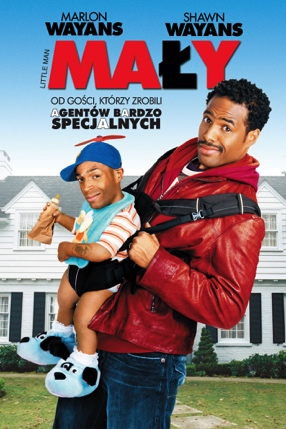 MARLON
WAYANS
SHAWN
WAYANS
LITTLE MAN
MAŁY
OD GOŚCI, KTÓRZY ZROBILI
AGENTÓW BARDZO
SPECJALNYCH